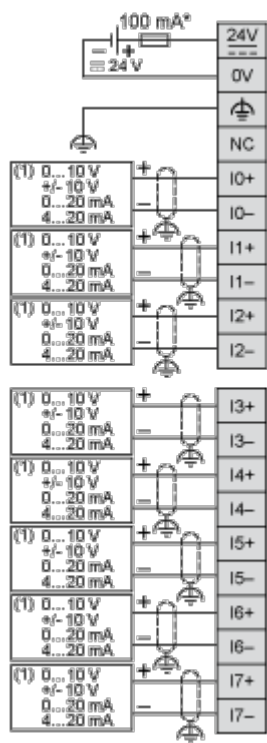 100 mA*
24V
− +
24 V
0V
NC
(1) 0...10 V
+/- 10 V
0...20 mA
4...20 mA
+
I0+
−
I0−
(1) 0...10 V
+/- 10 V
0...20 mA
4...20 mA
+
I1+
−
I1−
(1) 0...10 V
+/- 10 V
0...20 mA
4...20 mA
+
I2+
−
I2−
(1) 0...10 V
+/- 10 V
0...20 mA
4...20 mA
+
I3+
−
I3−
(1) 0...10 V
+/- 10 V
0...20 mA
4...20 mA
+
I4+
−
I4−
(1) 0...10 V
+/- 10 V
0...20 mA
4...20 mA
+
I5+
−
I5−
(1) 0...10 V
+/- 10 V
0...20 mA
4...20 mA
+
I6+
−
I6−
(1) 0...10 V
+/- 10 V
0...20 mA
4...20 mA
+
I7+
−
I7−